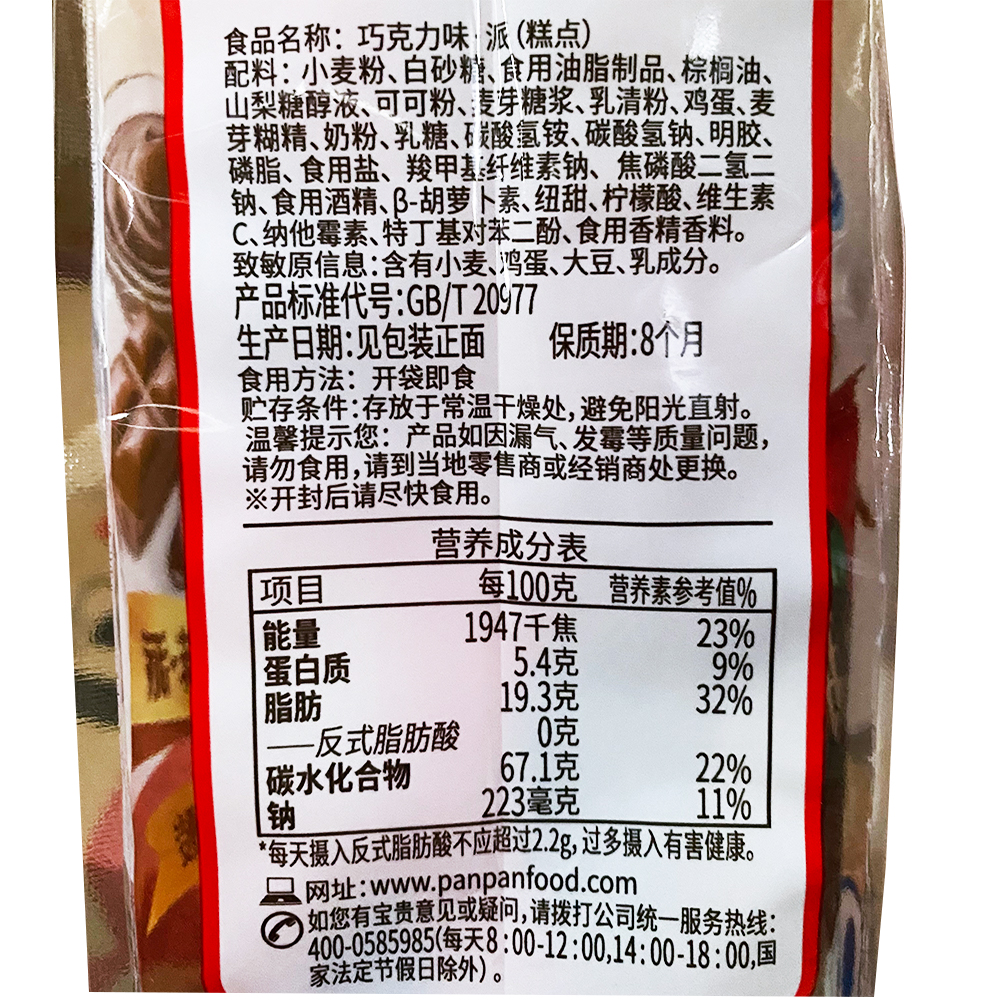 食品名称：巧克力味·派（糕点）
配料：小麦粉、白砂糖、食用油脂制品、棕榈油、
山梨糖醇液、可可粉、麦芽糖浆、乳清粉、鸡蛋、麦
芽糊精、奶粉、乳糖、碳酸氢铵、碳酸氢钠、明胶、
磷脂、食用盐、羧甲基纤维素钠、焦磷酸二氢二
钠、食用酒精、β-胡萝卜素、纽甜、柠檬酸、维生素
C、纳他霉素、特丁基对苯二酚、食用香精香料。
致敏原信息：含有小麦、鸡蛋、大豆、乳成分。
产品标准代号：GB/T 20977
生产日期：见包装正面 保质期：8个月
食用方法：开袋即食
贮存条件：存放于常温干燥处，避免阳光直射。
温馨提示您：产品如因漏气、发霉等质量问题，
请勿食用，请到当地零售商或经销商处更换。
※开封后请尽快食用。
营养成分表
项目 每100克 营养素参考值%
能量 1947千焦 23%
蛋白质 5.4克 9%
脂肪 19.3克 32%
——反式脂肪酸 0克
碳水化合物 67.1克 22%
钠 223毫克 11%
*每天摄入反式脂肪酸不应超过2.2g，过多摄入有害健康。
网址：www.panpanfood.com
如您有宝贵意见或疑问，请拨打公司统一服务热线：
400-0585985（每天8：00-12：00，14：00-18：00，国
家法定节假日除外）。